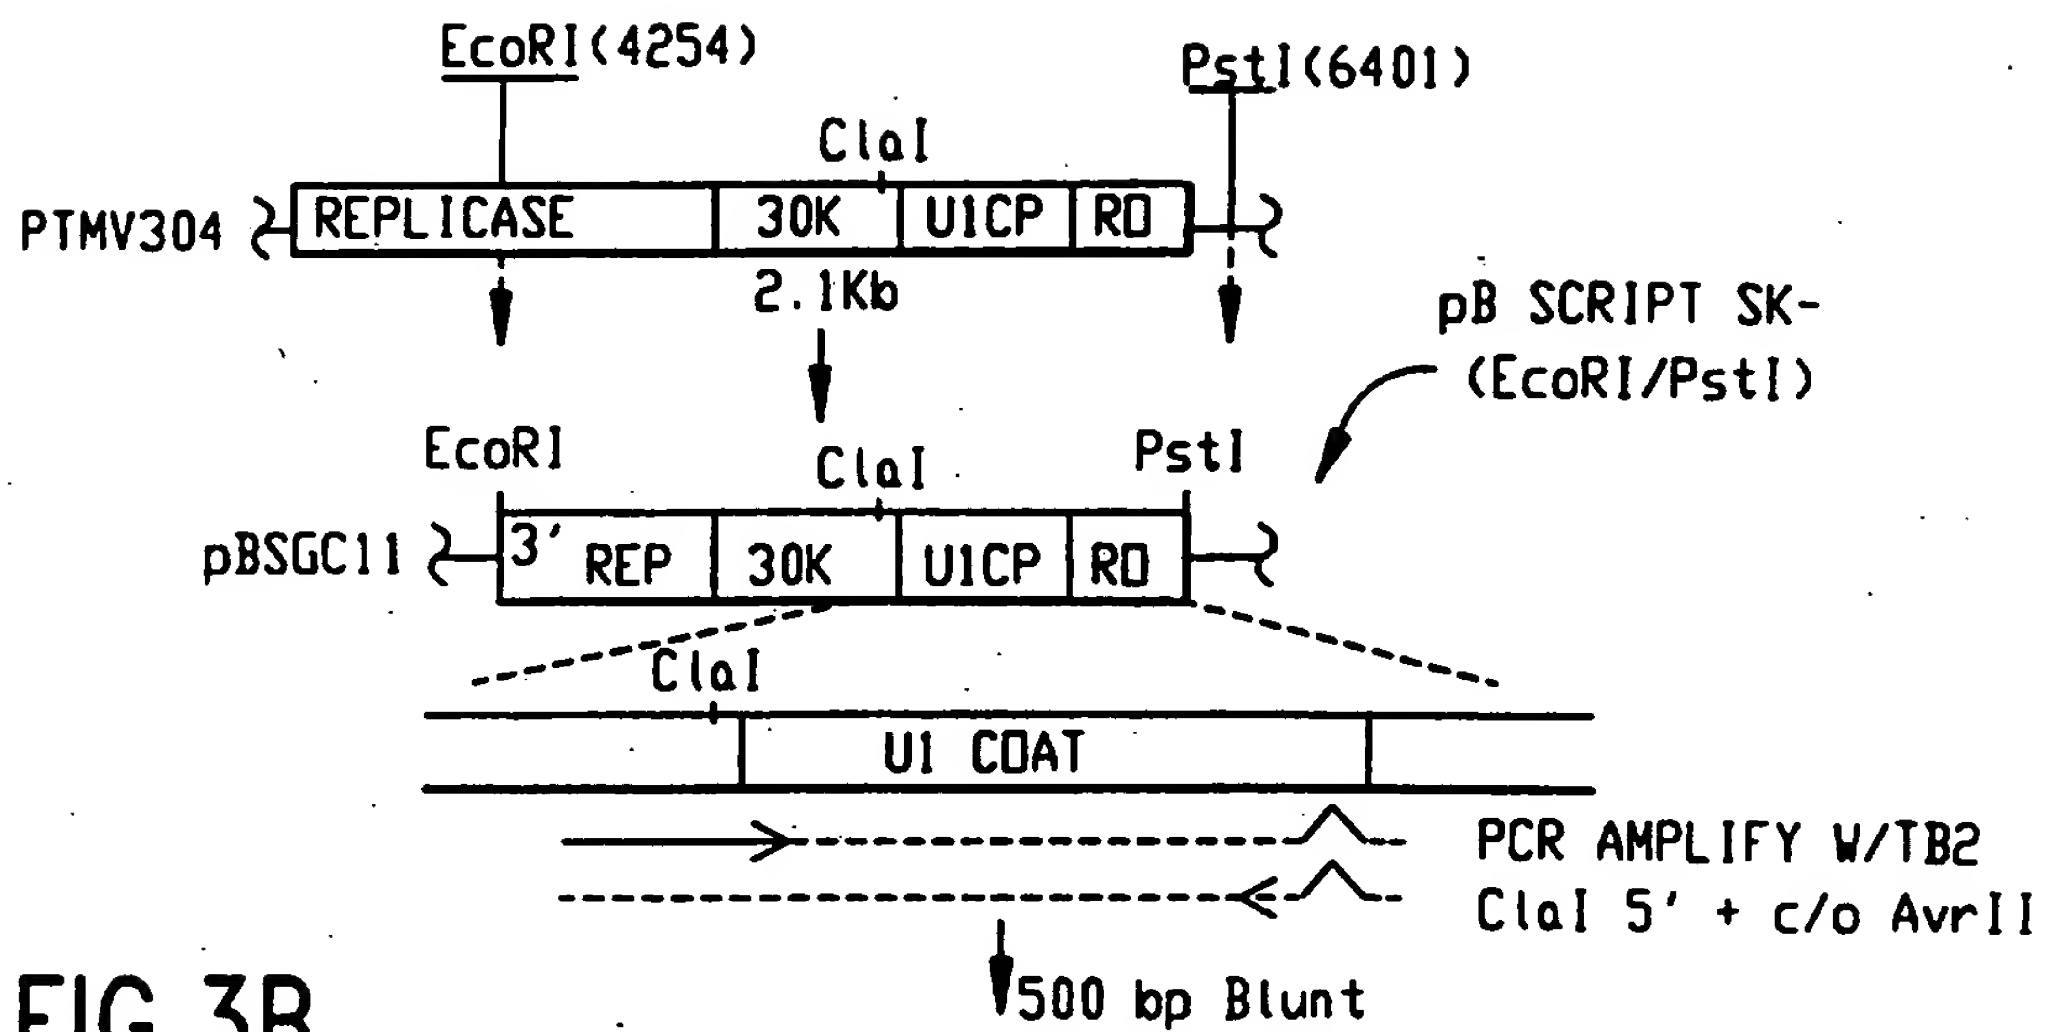 EcoRI(4254)
PstI(6401)
ClaI
PTMV304
REPLICASE
30K
U1CP
RO
2.1Kb
pB SCRIPT SK-
(EcoRI/PstI)
EcoRI
ClaI
PstI
pBSGC11
3' REP
30K
U1CP
RO
ClaI
U1 COAT
PCR AMPLIFY W/TB2
ClaI 5' + c/o AvrII
500 bp Blunt
FIG. 3B